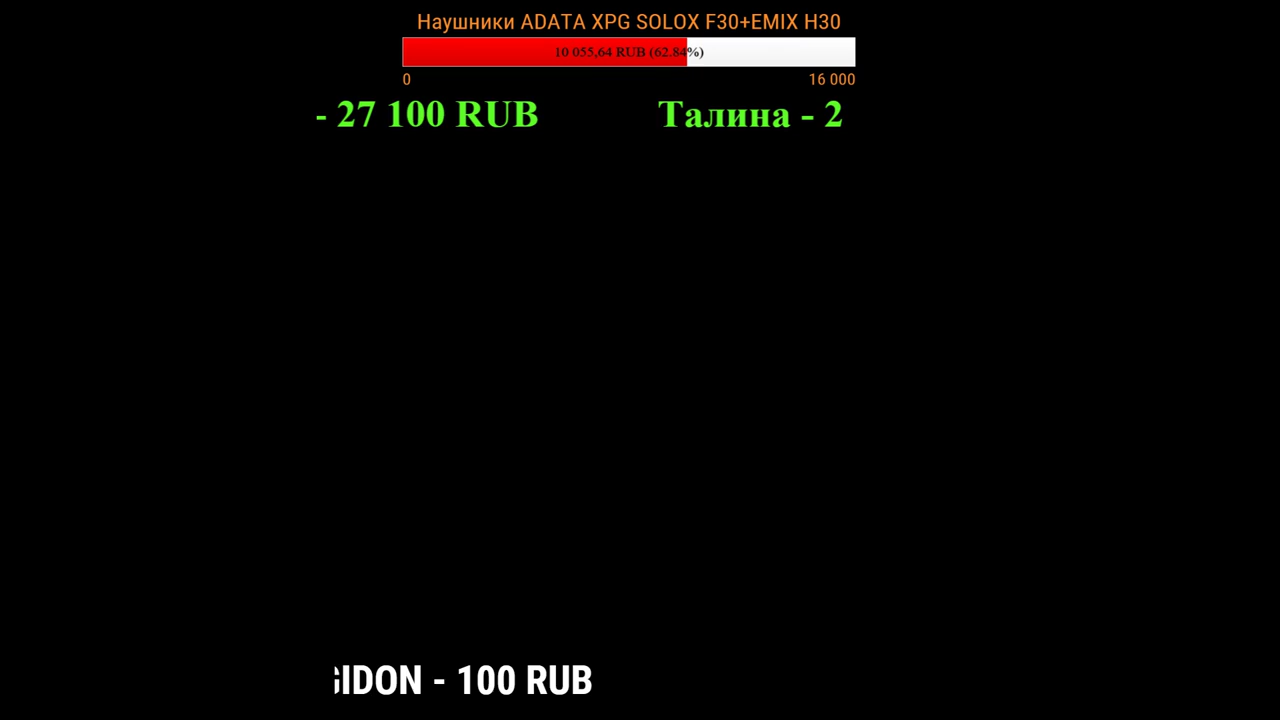 Наушники ADATA XPG SOLOX F30+EMIX H30
10 055,64 RUB (62.84%)
0 16 000
- 27 100 RUB Талина - 2
IDON - 100 RUB